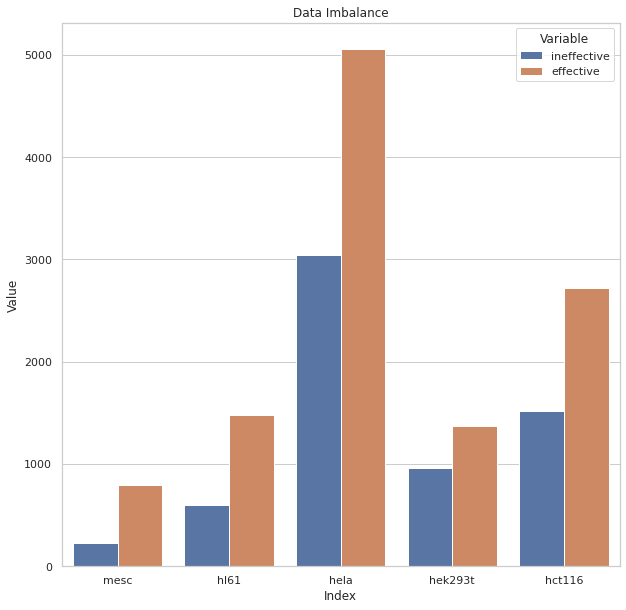 Data Imbalance
Variable
ineffective
effective
5000
4000
3000
2000
1000
0
Value
mesc hl61 hela hek293t hct116
Index